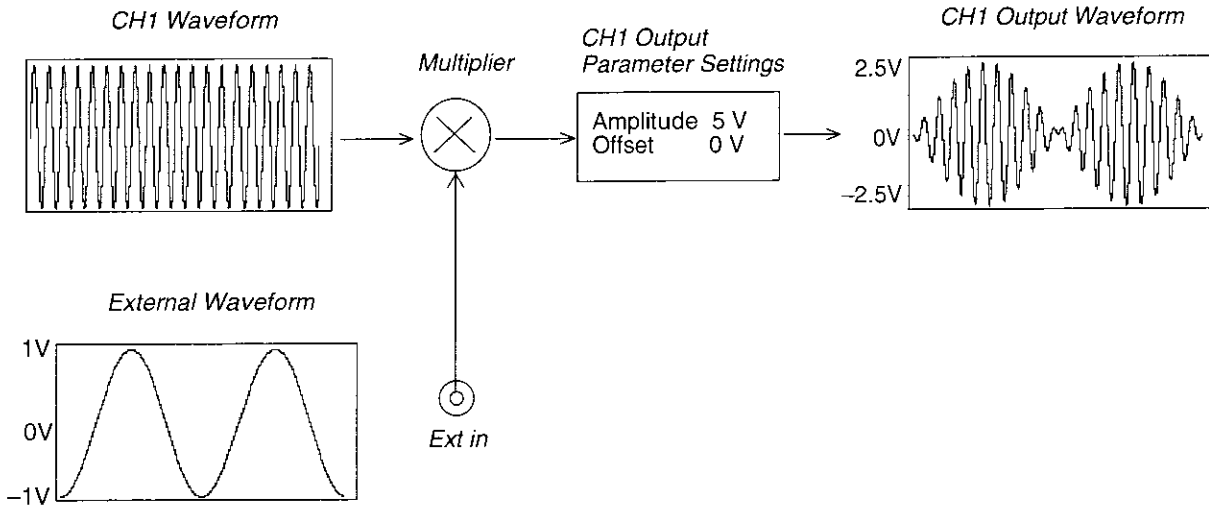 CH1 Waveform
Multiplier
CH1 Output
Parameter Settings
Amplitude 5 V
Offset 0 V
CH1 Output Waveform
2.5V
0V
−2.5V
External Waveform
1V
0V
−1V
Ext in